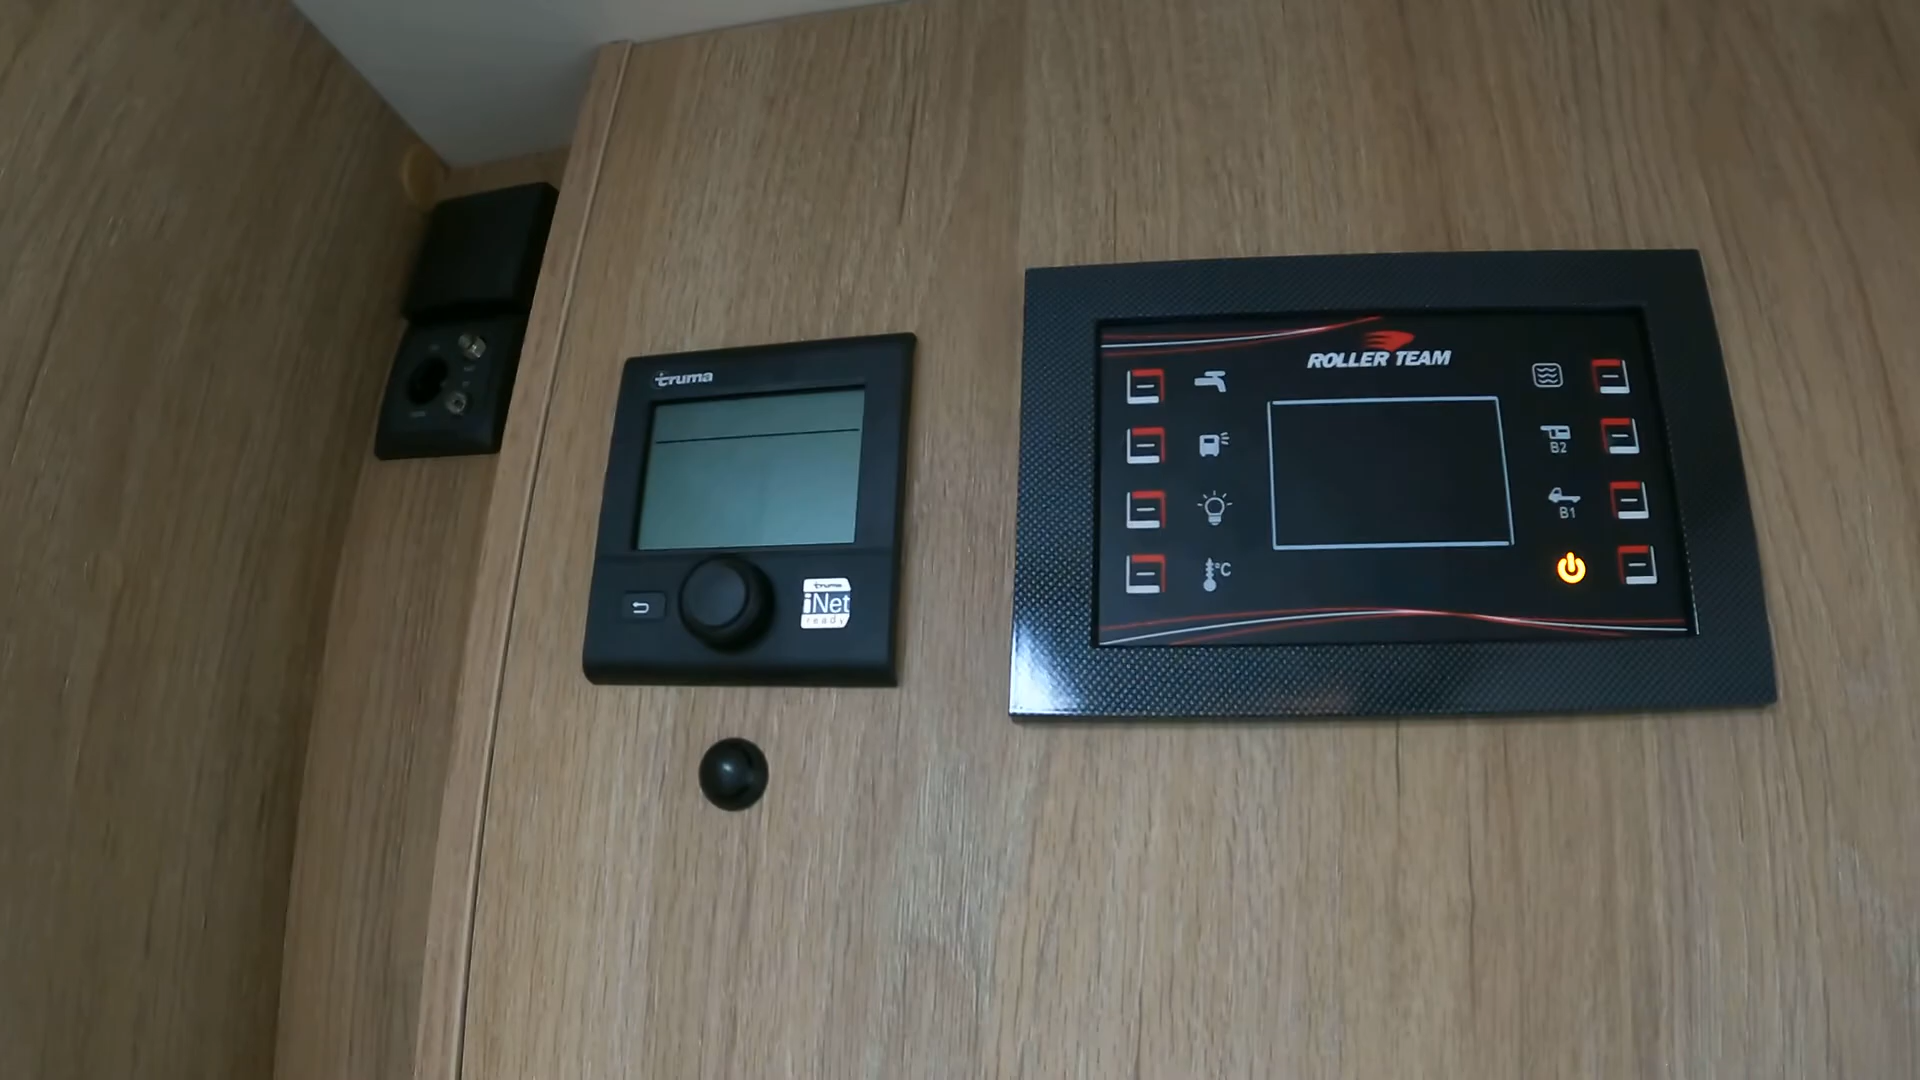 truma
truma
iNet
ready
ROLLER TEAM
B2
B1
°C